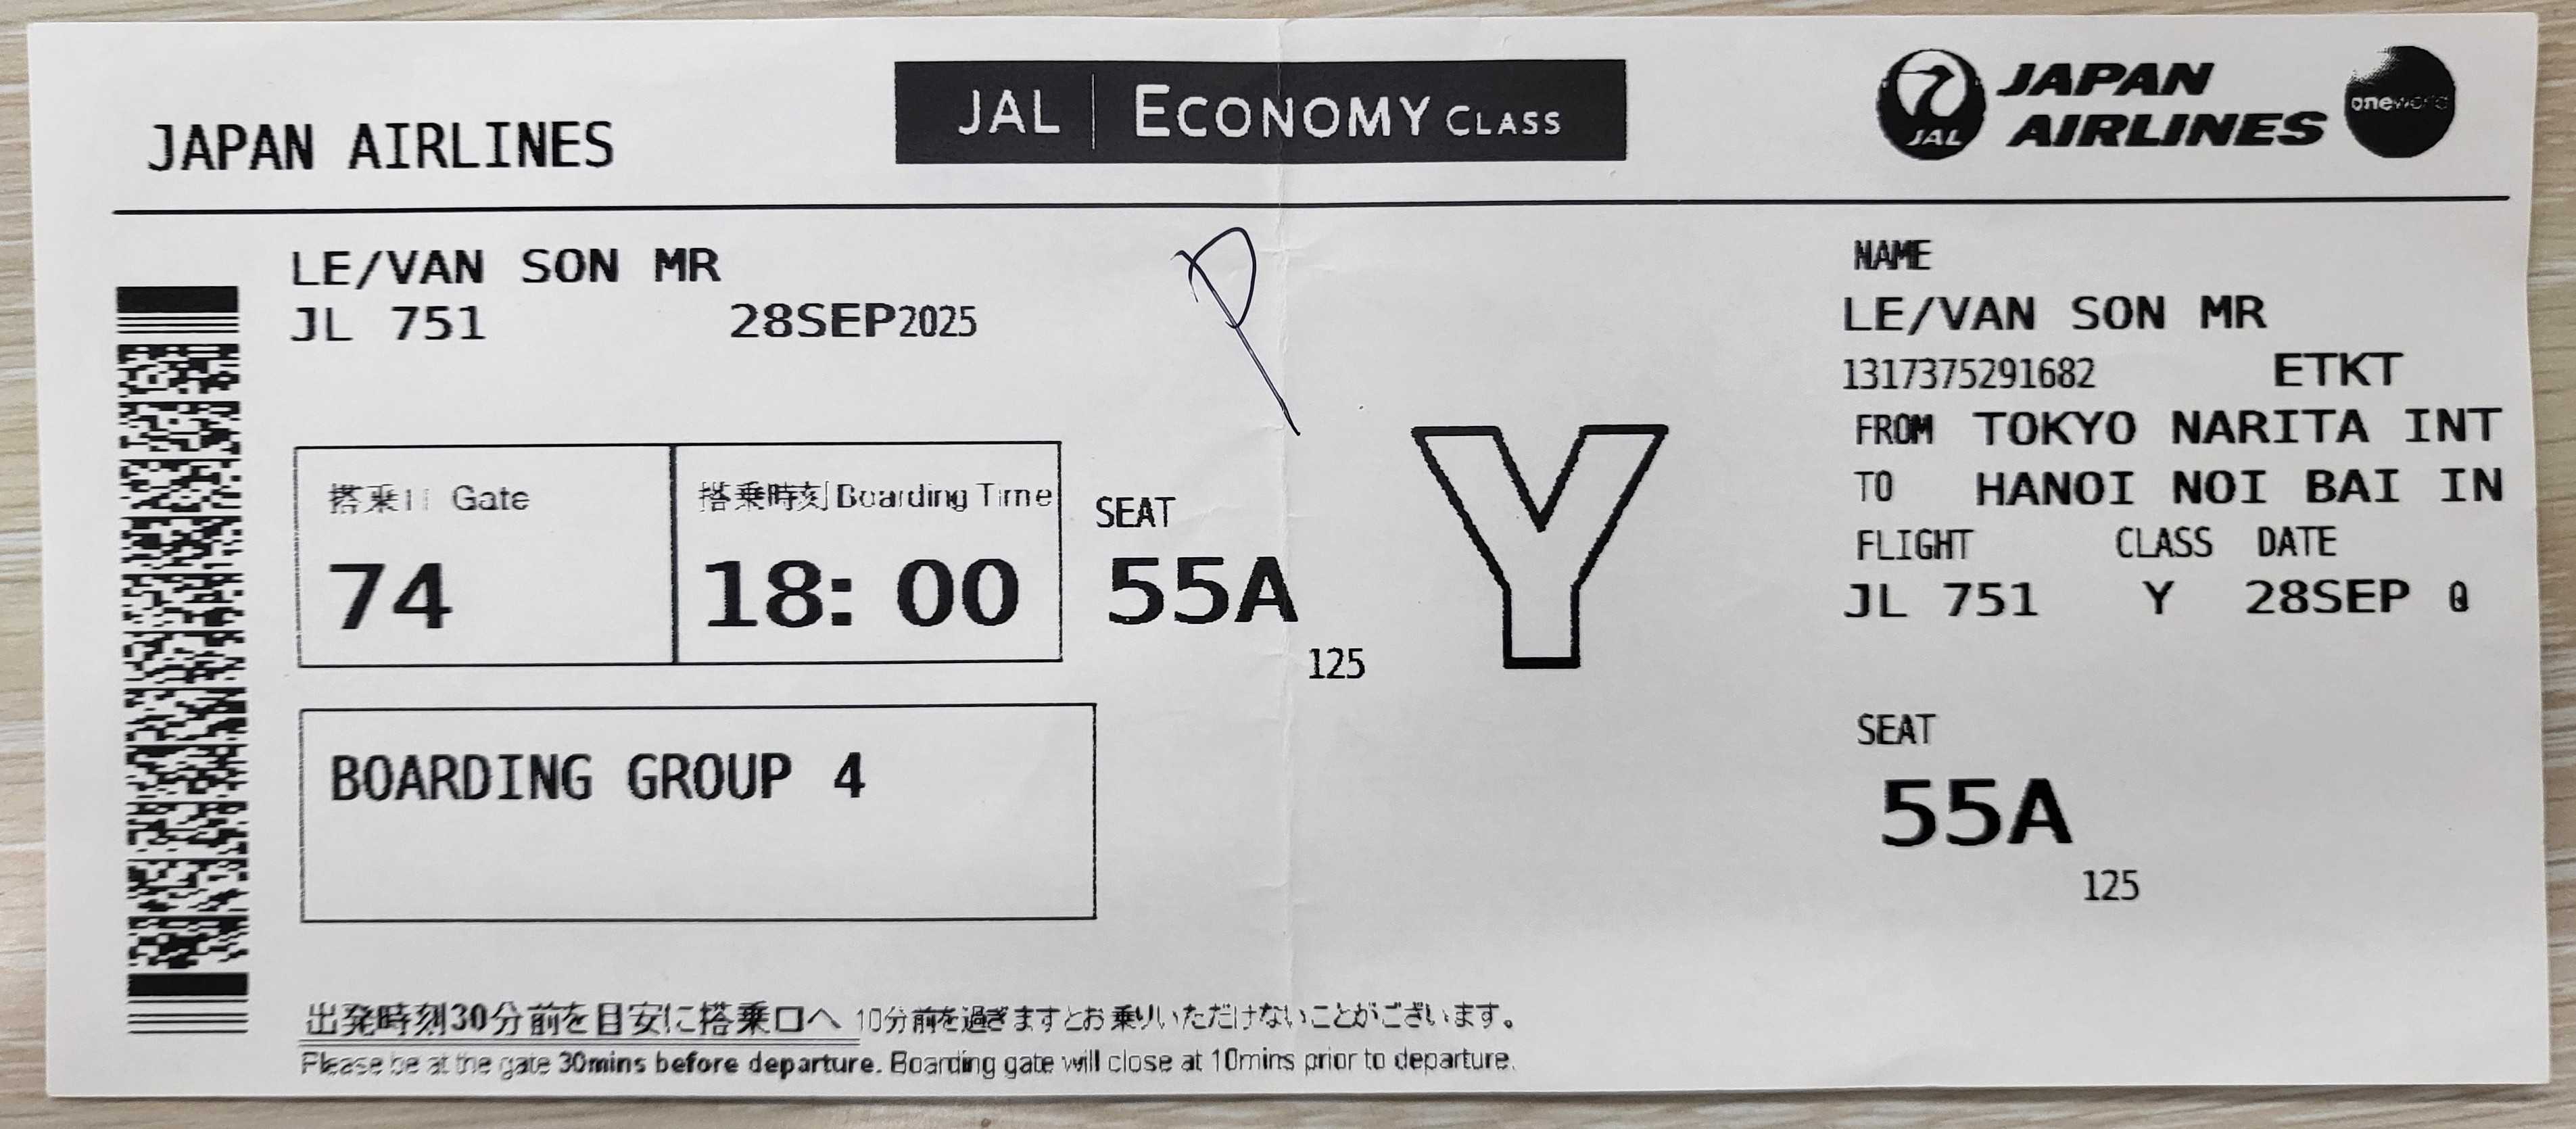 JAPAN AIRLINES
JAL | ECONOMY CLASS
JAL
JAPAN
AIRLINES
oneworld
LE/VAN SON MR
JL 751 28SEP2025
P
搭乗口 Gate
74
搭乗時刻 Boarding Time
18: 00
SEAT
55A
125
Y
BOARDING GROUP 4
出発時刻30分前を目安に搭乗口へ 10分前を過ぎますとお乗りいただけないことがございます。
Please be at the gate 30mins before departure. Boarding gate will close at 10mins prior to departure.
NAME
LE/VAN SON MR
1317375291682 ETKT
FROM TOKYO NARITA INT
TO HANOI NOI BAI IN
FLIGHT CLASS DATE
JL 751 Y 28SEP Q
SEAT
55A
125